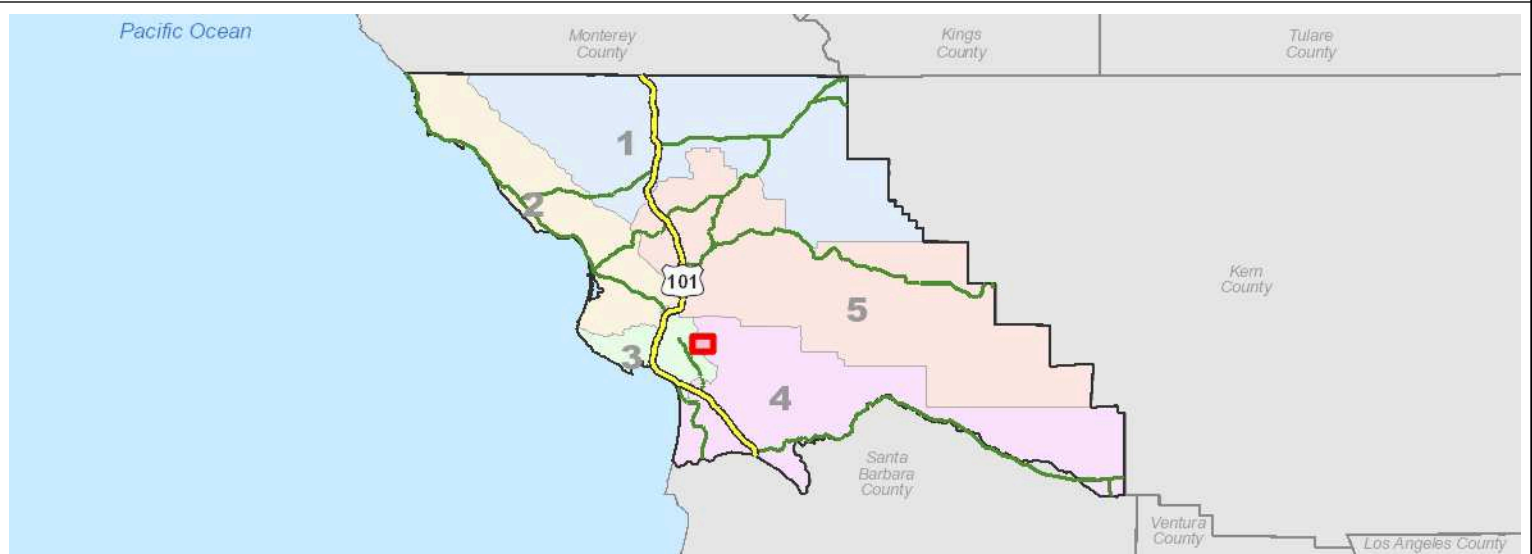 Pacific Ocean
Monterey
County
Kings
County
Tulare
County
1
2
101
Kern
County
5
3
4
Santa
Barbara
County
Ventura
County
Los Angeles County